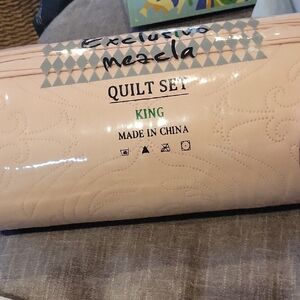 Exclusivo
mezcla
QUILT SET
KING
MADE IN CHINA